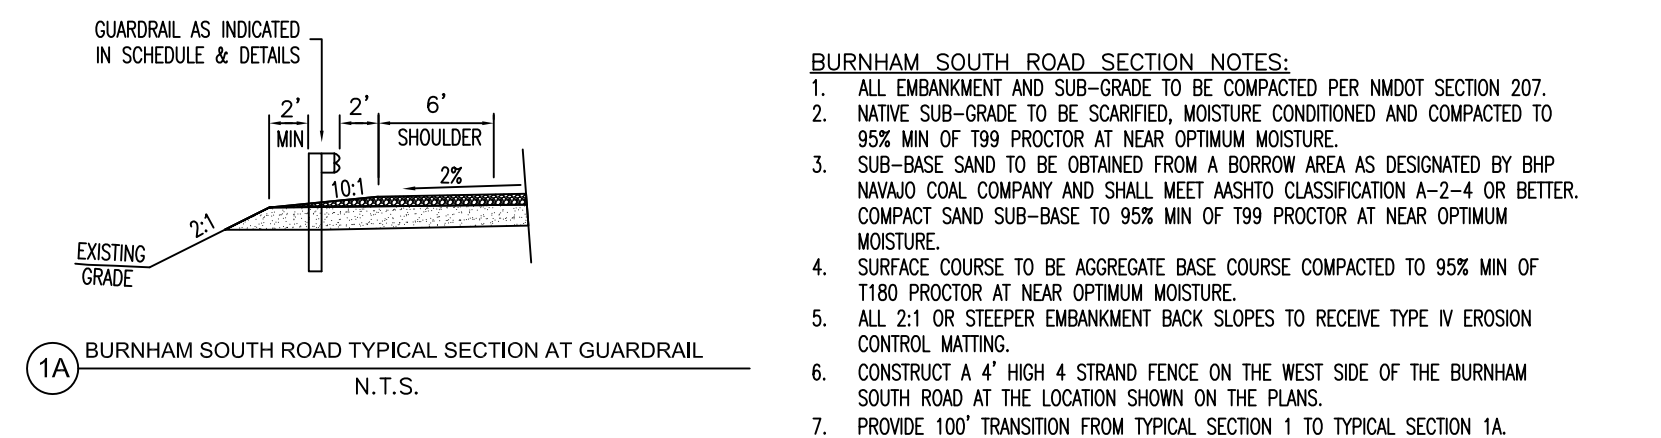 GUARDRAIL AS INDICATED
IN SCHEDULE & DETAILS
2'
2'
6'
MIN
SHOULDER
10:1
2%
2:1
EXISTING
GRADE
1A
BURNHAM SOUTH ROAD TYPICAL SECTION AT GUARDRAIL
N.T.S.
BURNHAM SOUTH ROAD SECTION NOTES:
1. ALL EMBANKMENT AND SUB-GRADE TO BE COMPACTED PER NMDOT SECTION 207.
2. NATIVE SUB-GRADE TO BE SCARIFIED, MOISTURE CONDITIONED AND COMPACTED TO
95% MIN OF T99 PROCTOR AT NEAR OPTIMUM MOISTURE.
3. SUB-BASE SAND TO BE OBTAINED FROM A BORROW AREA AS DESIGNATED BY BHP
NAVAJO COAL COMPANY AND SHALL MEET AASHTO CLASSIFICATION A-2-4 OR BETTER.
COMPACT SAND SUB-BASE TO 95% MIN OF T99 PROCTOR AT NEAR OPTIMUM
MOISTURE.
4. SURFACE COURSE TO BE AGGREGATE BASE COURSE COMPACTED TO 95% MIN OF
T180 PROCTOR AT NEAR OPTIMUM MOISTURE.
5. ALL 2:1 OR STEEPER EMBANKMENT BACK SLOPES TO RECEIVE TYPE IV EROSION
CONTROL MATTING.
6. CONSTRUCT A 4' HIGH 4 STRAND FENCE ON THE WEST SIDE OF THE BURNHAM
SOUTH ROAD AT THE LOCATION SHOWN ON THE PLANS.
7. PROVIDE 100' TRANSITION FROM TYPICAL SECTION 1 TO TYPICAL SECTION 1A.